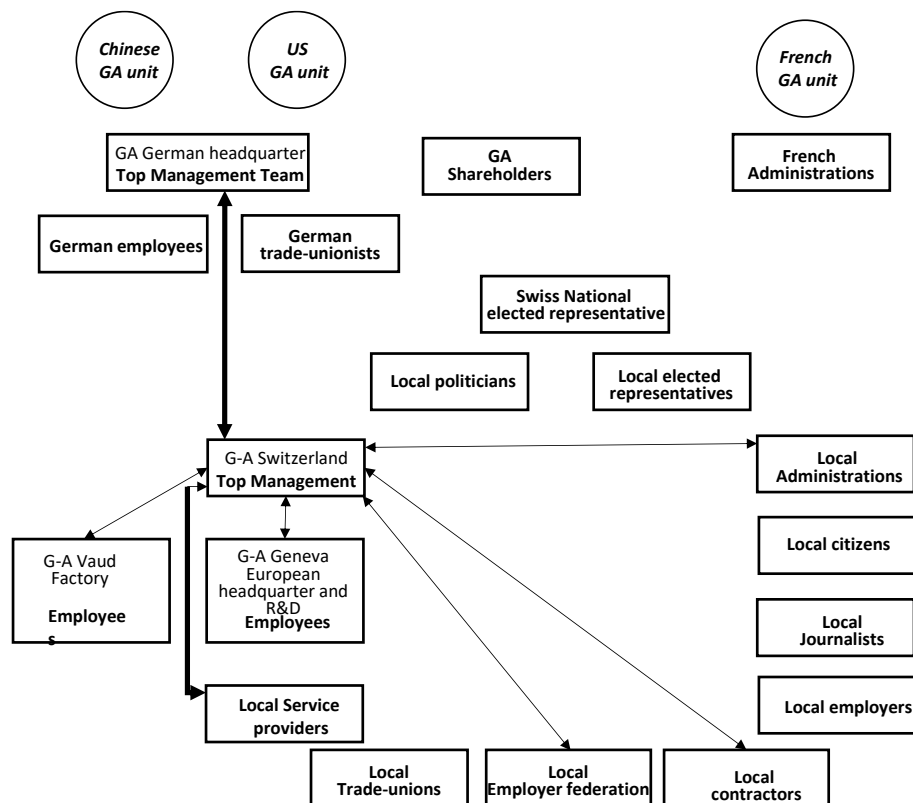 Chinese
GA unit
US
GA unit
French
GA unit
GA German headquarter
Top Management Team
GA
Shareholders
French
Administrations
German employees
German
trade-unionists
Swiss National
elected representative
Local politicians
Local elected
representatives
G-A Switzerland
Top Management
Local
Administrations
G-A Vaud
Factory
Employee
s
G-A Geneva
European
headquarter and
R&D
Employees
Local citizens
Local
Journalists
Local Service
providers
Local employers
Local
Trade-unions
Local
Employer federation
Local
contractors